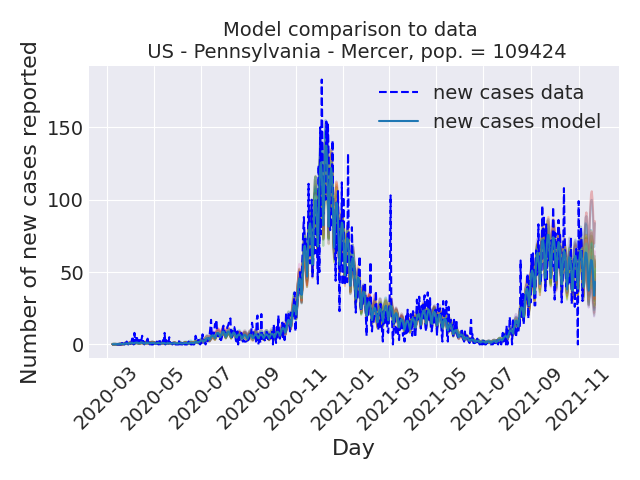 Model comparison to data
US - Pennsylvania - Mercer, pop. = 109424
Number of new cases reported
150
100
50
0
new cases data
new cases model
2020-03
2020-05
2020-07
2020-09
2020-11
2021-01
2021-03
2021-05
2021-07
2021-09
2021-11
Day